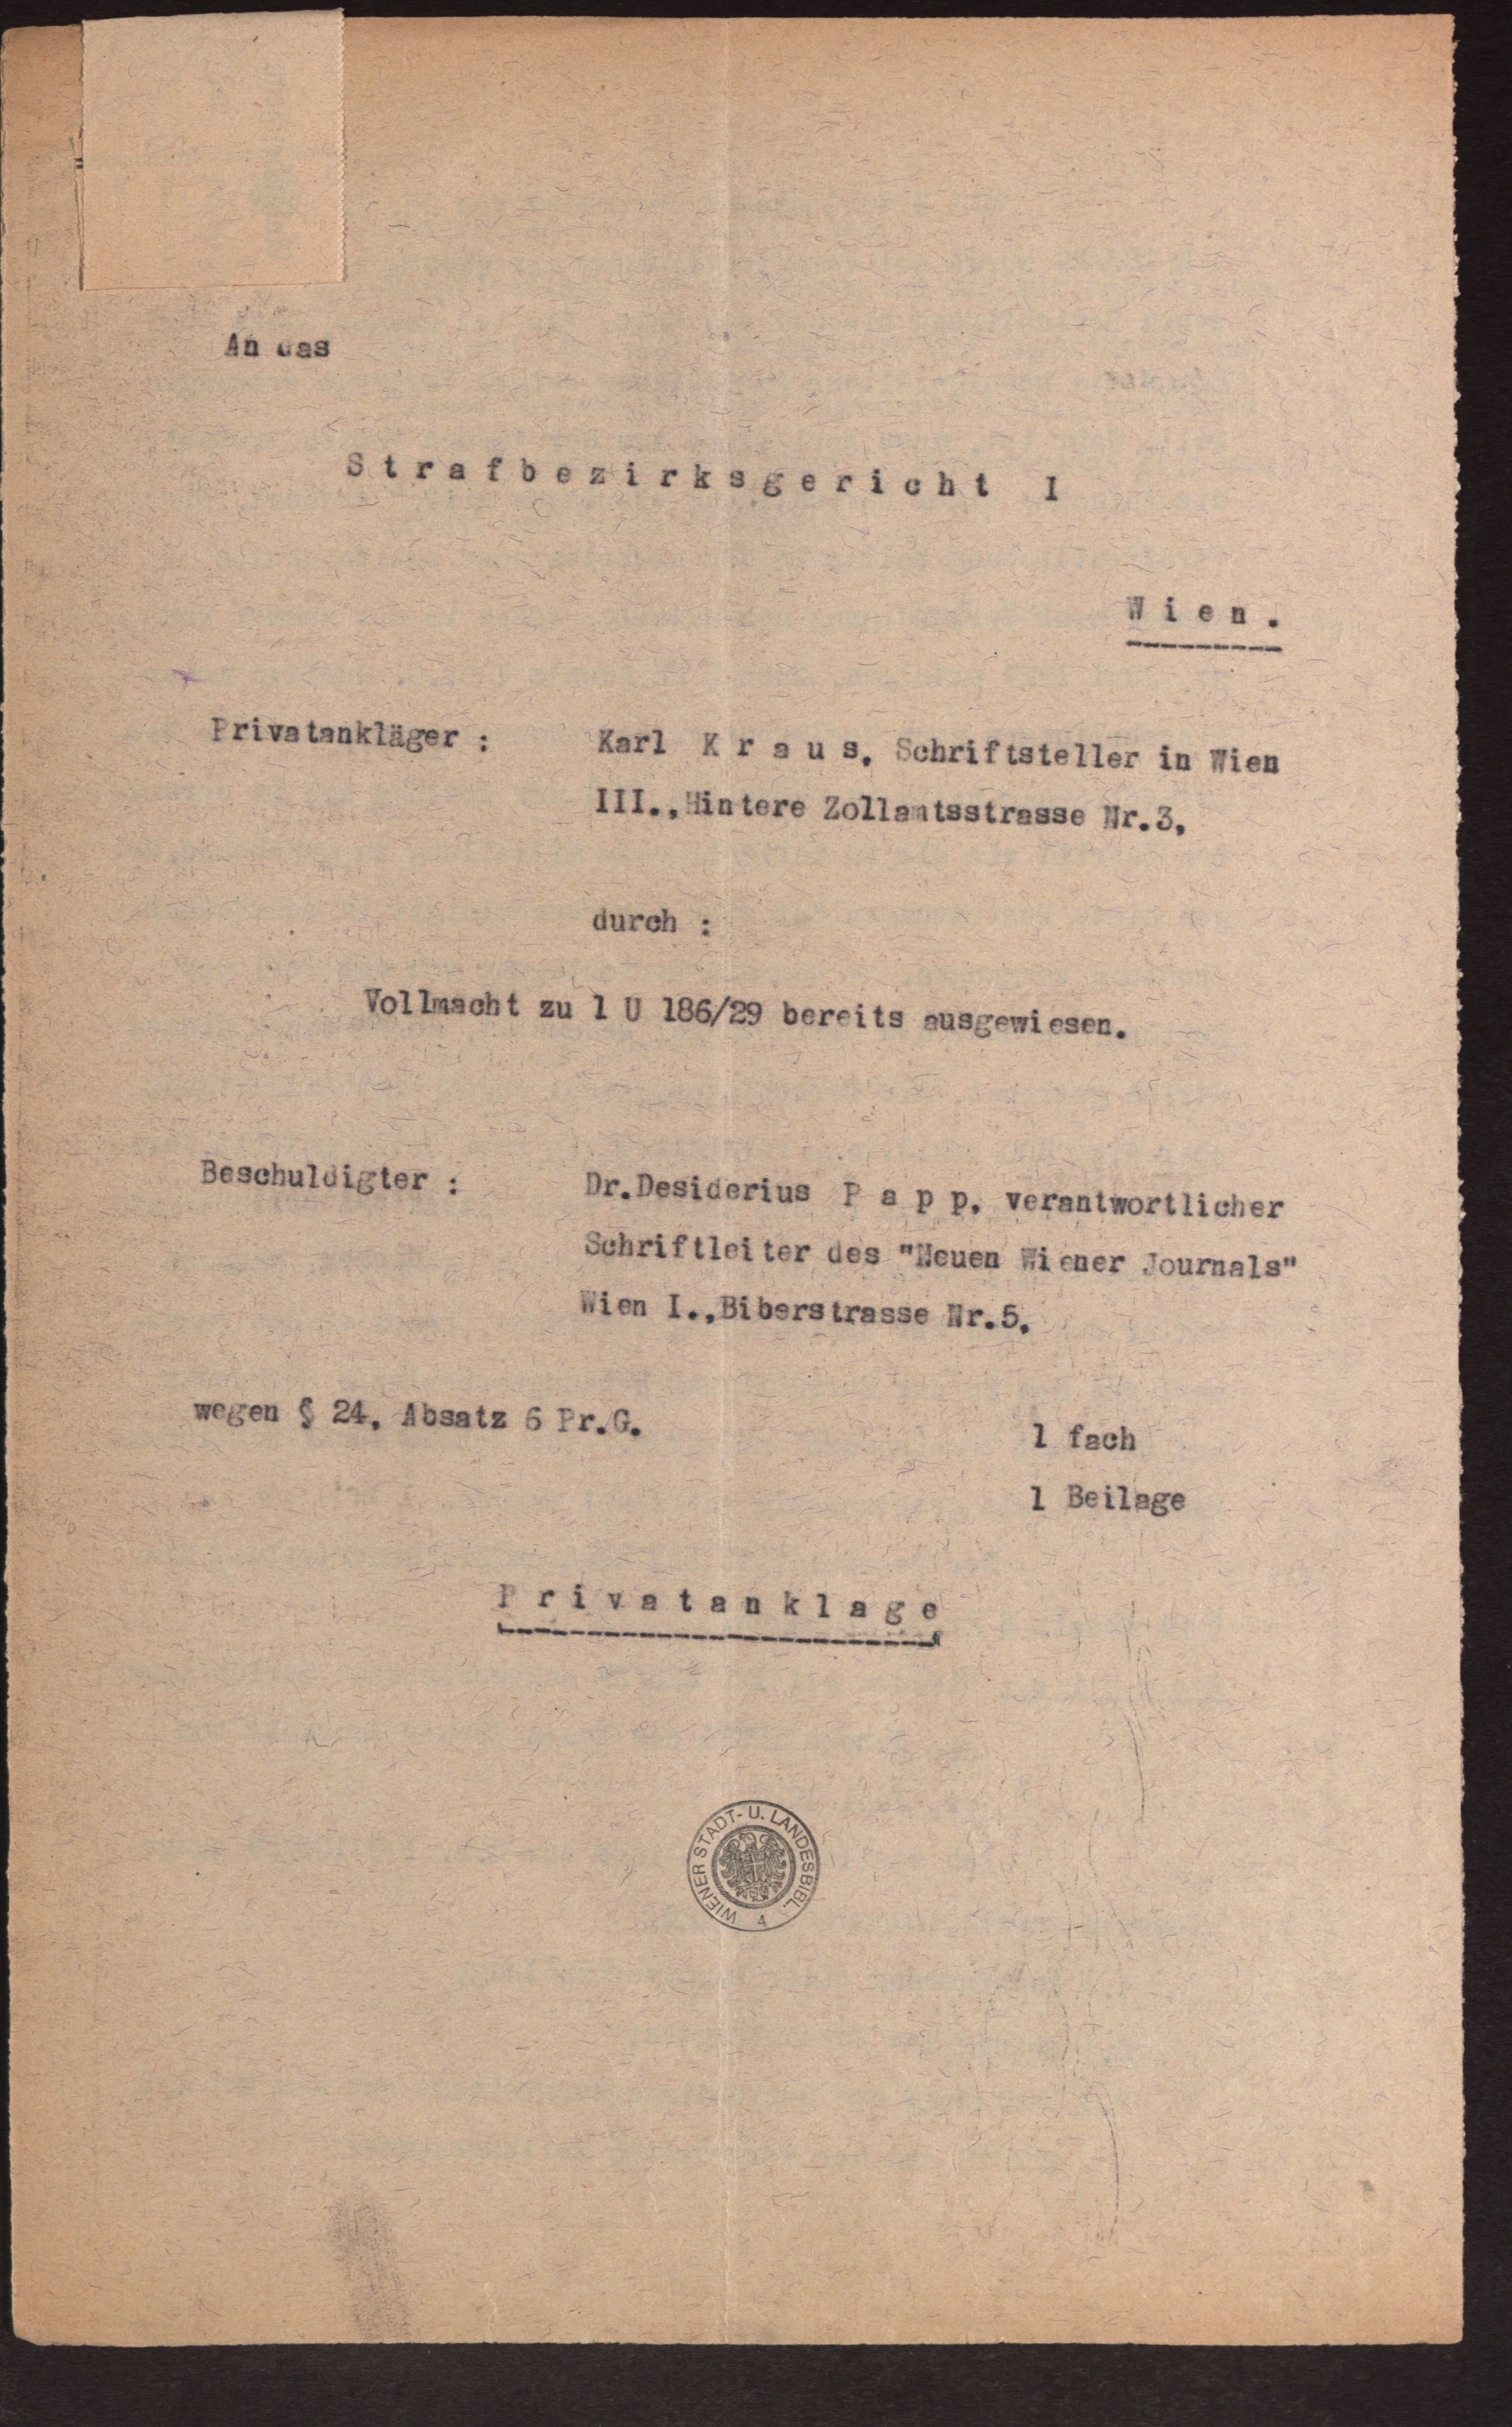 An das
Strafbezirksgericht I
Wien.
Privatankläger : Karl Kraus, Schriftsteller in Wien
III.,Hintere Zollamtsstrasse Nr.3,
durch :
Vollmacht zu 1 U 186/29 bereits ausgewiesen.
Beschuldigter : Dr.Desiderius Papp, verantwortlicher
Schriftleiter des "Neuen Wiener Journals"
Wien I.,Biberstrasse Nr.5,
wegen § 24, Absatz 6 Pr.G.
1 fach
1 Beilage
Privatanklage
WIENER STADT- U. LANDESBIBL.
4